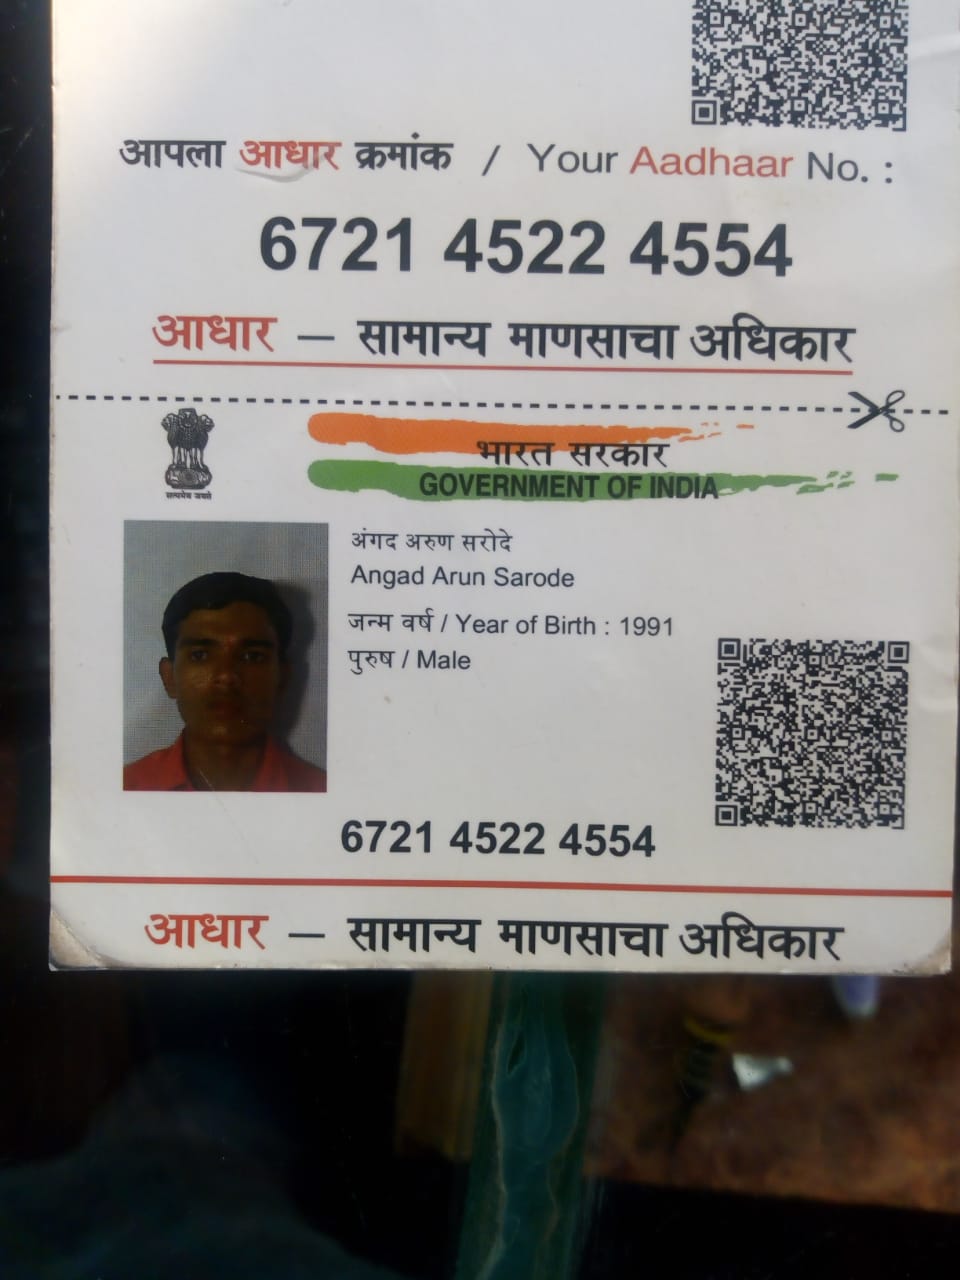 आपला आधार क्रमांक / Your Aadhaar No. :
6721 4522 4554
आधार — सामान्य माणसाचा अधिकार
सत्यमेव जयते
भारत सरकार
GOVERNMENT OF INDIA
अंगद अरुण सरोदे
Angad Arun Sarode
जन्म वर्ष / Year of Birth : 1991
पुरुष / Male
6721 4522 4554
आधार — सामान्य माणसाचा अधिकार